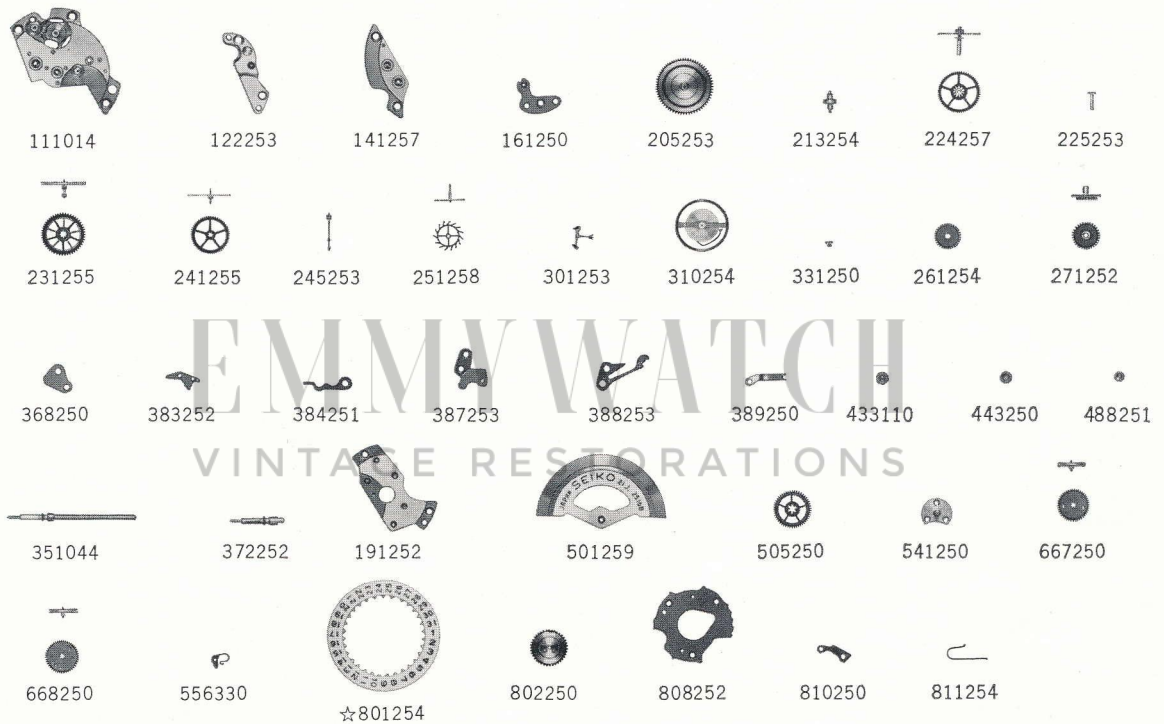 111014 122253 141257 161250 205253 213254 224257 225253
231255 241255 245253 251258 301253 310254 331250 261254 271252
EMMYWATCH
368250 383252 384251 387253 388253 389250 433110 443250 488251
VINTAGE RESTORATIONS
SEIKO
351044 372252 191252 501259 505250 541250 667250
668250 556330 ☆801254 802250 808252 810250 811254